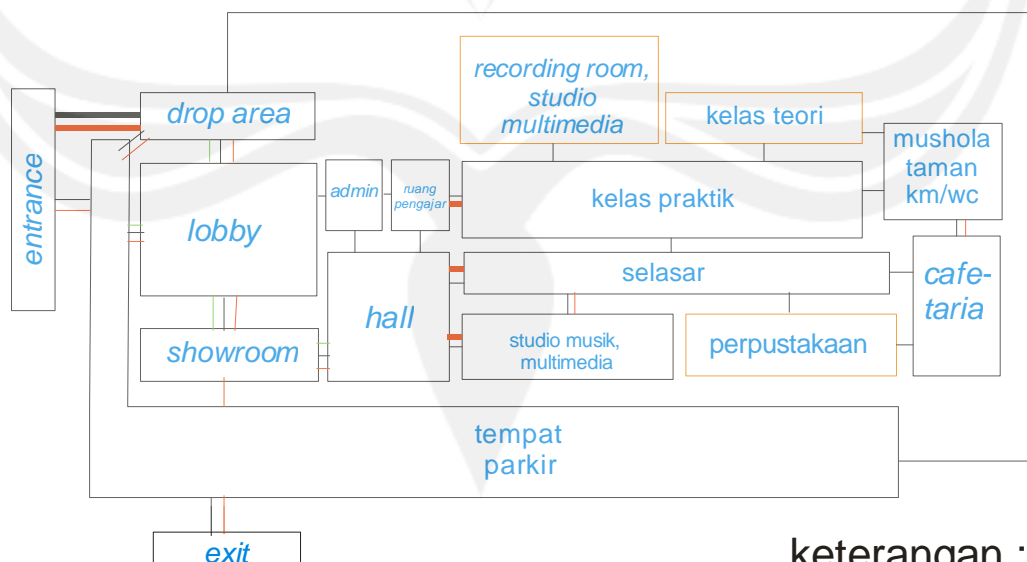 entrance
drop area
lobby
showroom
admin
ruang
pengajar
hall
recording room,
studio
multimedia
kelas teori
mushola
taman
km/wc
kelas praktik
selasar
cafe-
taria
studio musik,
multimedia
perpustakaan
tempat
parkir
exit
keterangan :